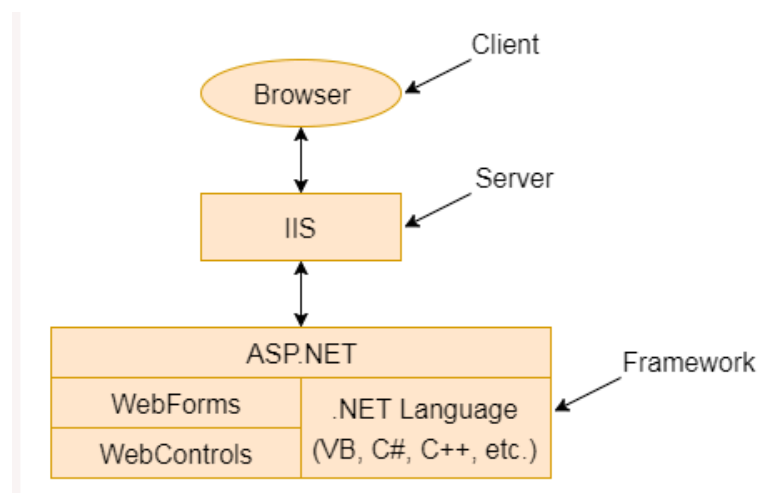 Client
Browser
Server
IIS
ASP.NET
Framework
WebForms
.NET Language
WebControls
(VB, C#, C++, etc.)